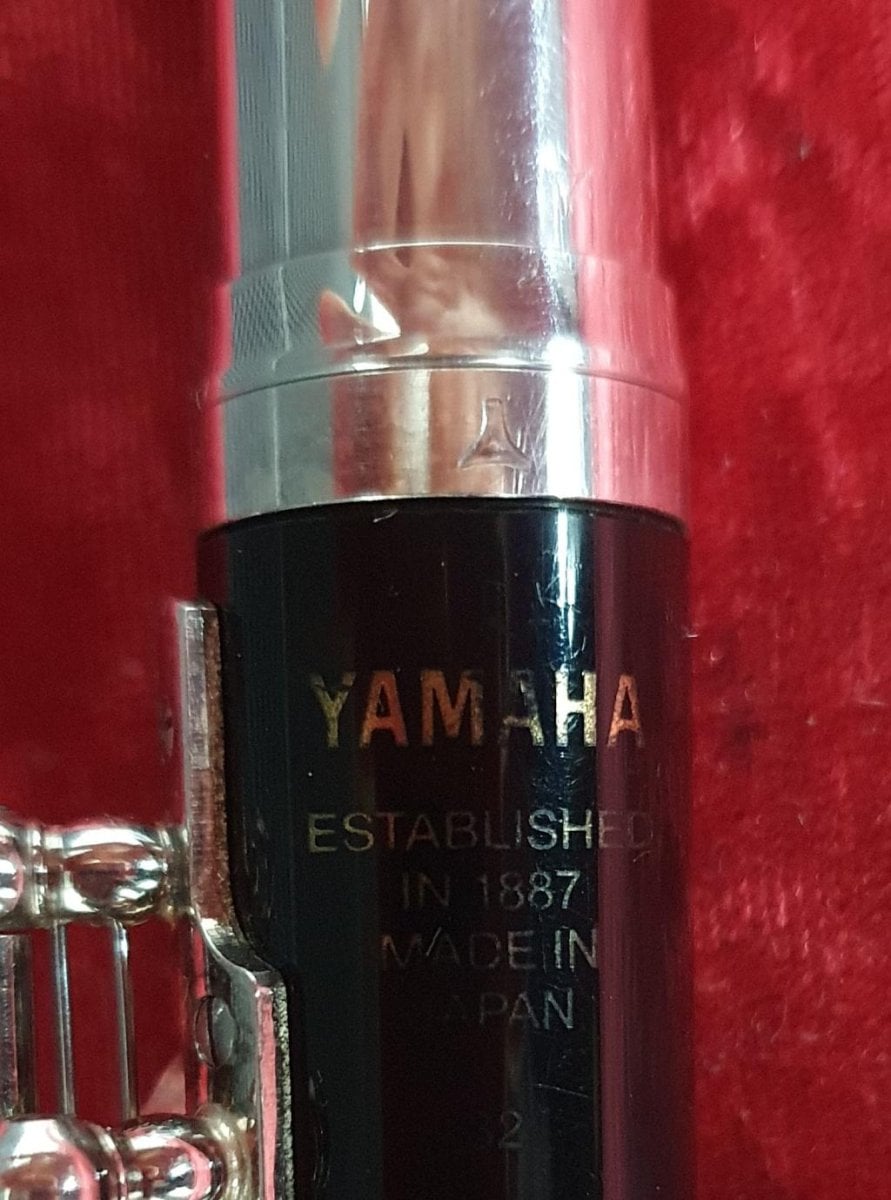 YAMAHA
ESTABLISHED
IN 1887
MADE IN
JAPAN